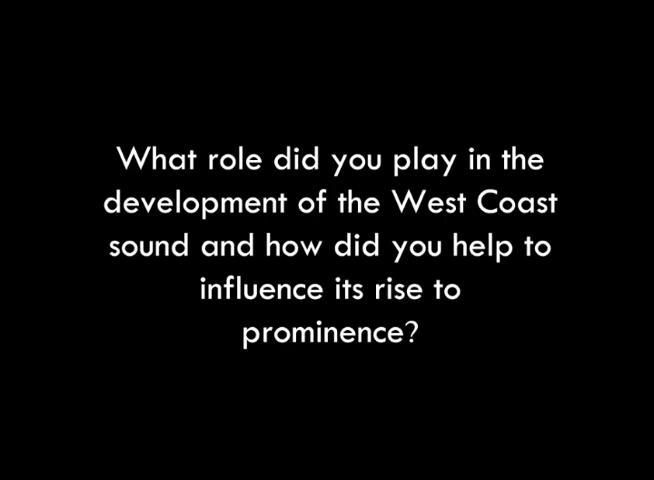 What role did you play in the
development of the West Coast
sound and how did you help to
influence its rise to
prominence?